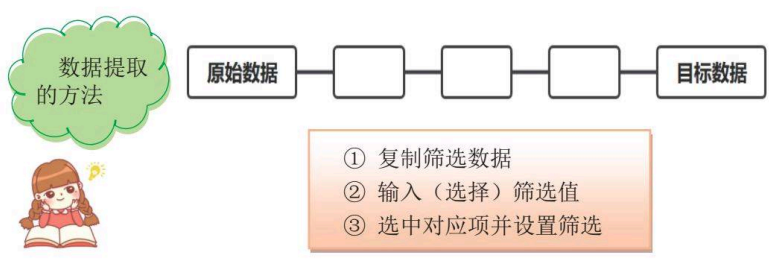 数据提取
的方法
原始数据
目标数据
① 复制筛选数据
② 输入（选择）筛选值
③ 选中对应项并设置筛选